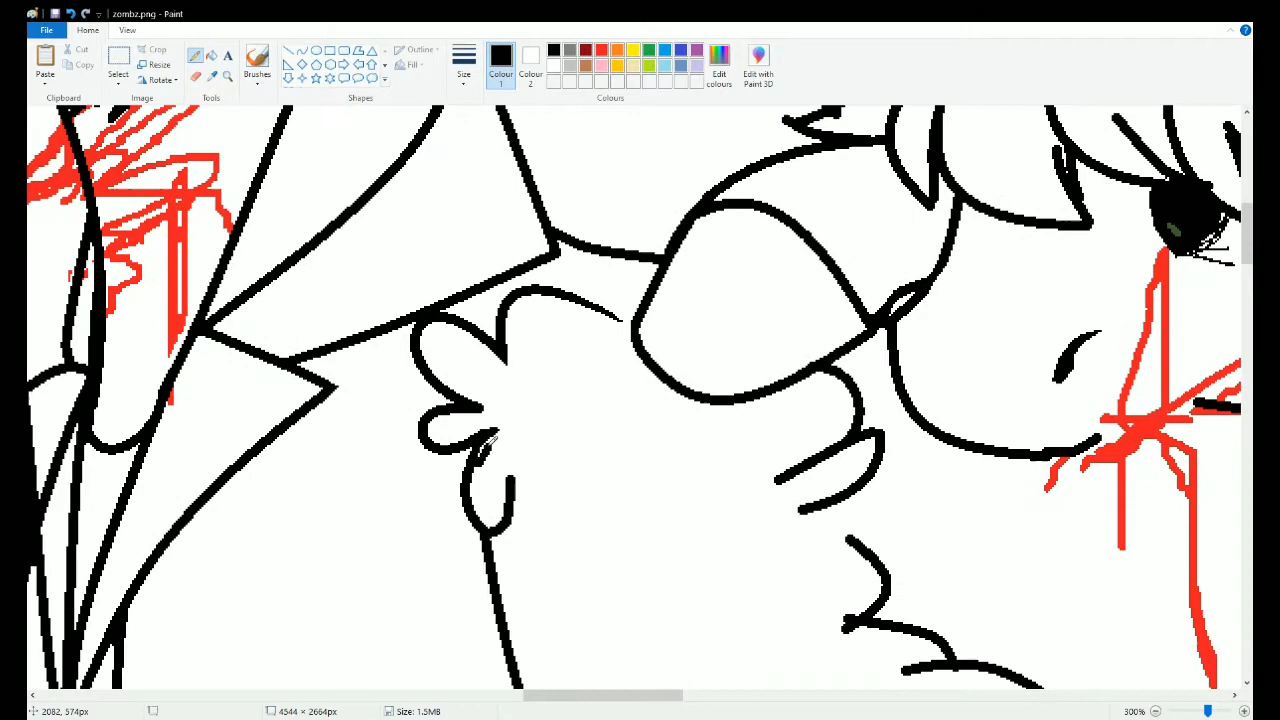 zombz.png - Paint
File Home View
Paste
Cut
Copy
Clipboard
Select
Crop
Resize
Rotate
Image
A
Tools
Brushes
Outline
Fill
Shapes
Size
Colour 1
Colour 2
Edit colours
Edit with Paint 3D
Colours
2082, 574px
4544 × 2664px
Size: 1.5MB
300%